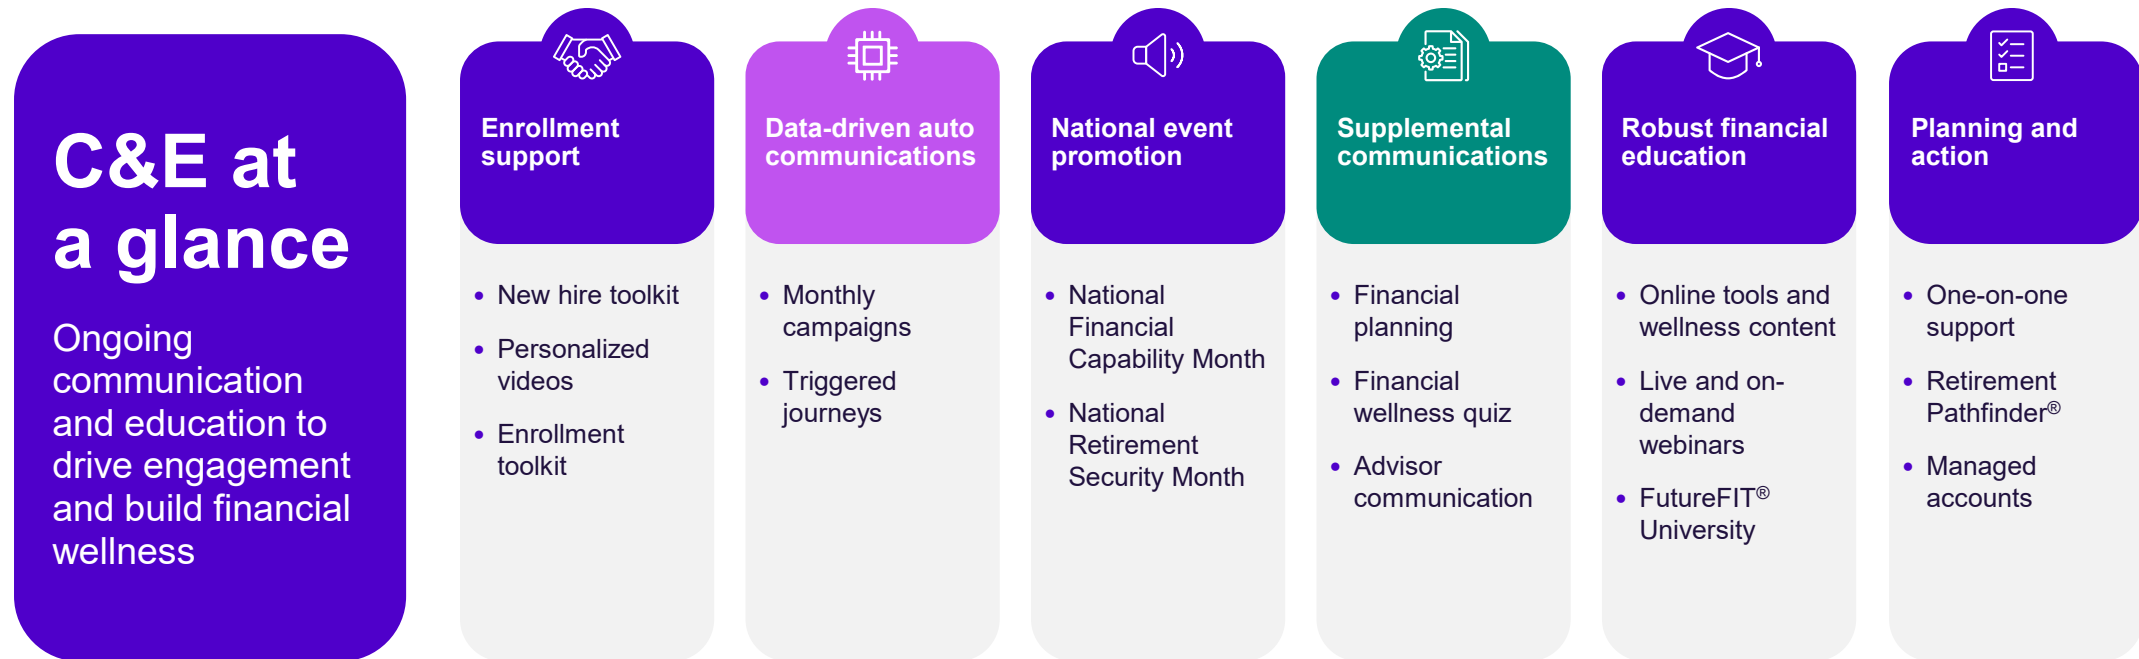 C&E at
a glance
Ongoing
communication
and education to
drive engagement
and build financial
wellness
Enrollment
support
• New hire toolkit
• Personalized
videos
• Enrollment
toolkit
Data-driven auto
communications
• Monthly
campaigns
• Triggered
journeys
National event
promotion
• National
Financial
Capability Month
• National
Retirement
Security Month
Supplemental
communications
• Financial
planning
• Financial
wellness quiz
• Advisor
communication
Robust financial
education
• Online tools and
wellness content
• Live and on-
demand
webinars
• FutureFIT®
University
Planning and
action
• One-on-one
support
• Retirement
Pathfinder®
• Managed
accounts